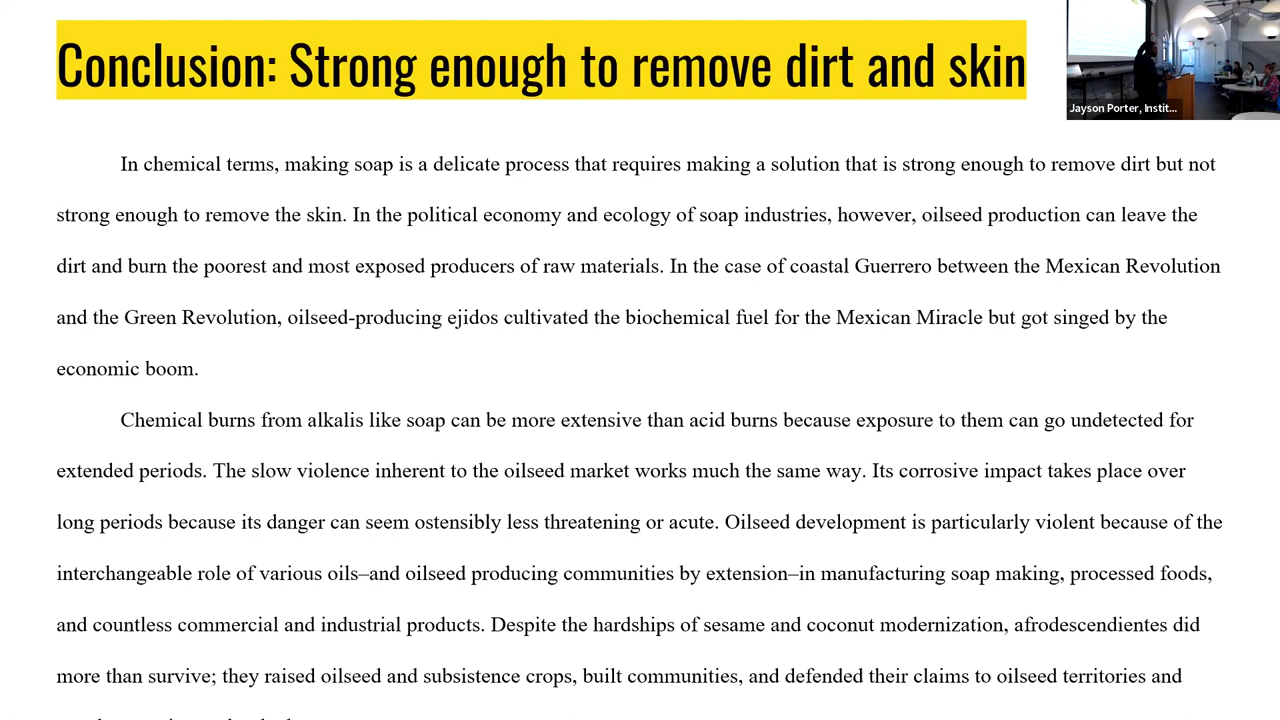 Conclusion: Strong enough to remove dirt and skin
Jayson Porter, Instit...
In chemical terms, making soap is a delicate process that requires making a solution that is strong enough to remove dirt but not
strong enough to remove the skin. In the political economy and ecology of soap industries, however, oilseed production can leave the
dirt and burn the poorest and most exposed producers of raw materials. In the case of coastal Guerrero between the Mexican Revolution
and the Green Revolution, oilseed-producing ejidos cultivated the biochemical fuel for the Mexican Miracle but got singed by the
economic boom.
Chemical burns from alkalis like soap can be more extensive than acid burns because exposure to them can go undetected for
extended periods. The slow violence inherent to the oilseed market works much the same way. Its corrosive impact takes place over
long periods because its danger can seem ostensibly less threatening or acute. Oilseed development is particularly violent because of the
interchangeable role of various oils–and oilseed producing communities by extension–in manufacturing soap making, processed foods,
and countless commercial and industrial products. Despite the hardships of sesame and coconut modernization, afrodescendientes did
more than survive; they raised oilseed and subsistence crops, built communities, and defended their claims to oilseed territories and